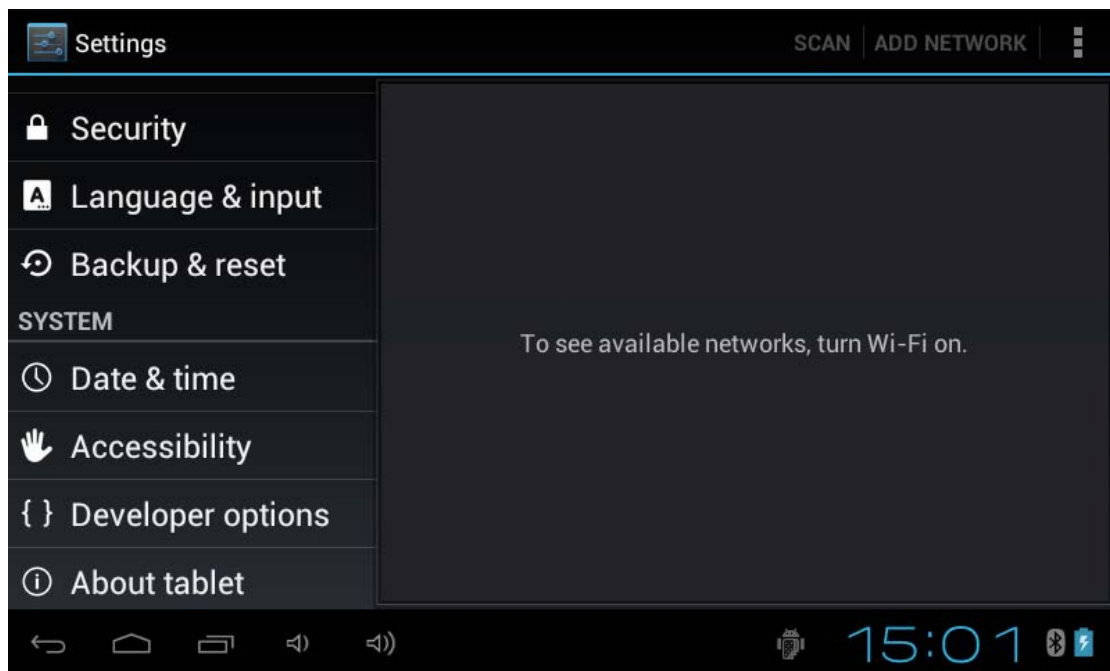 Settings
SCAN
ADD NETWORK
Security
Language & input
Backup & reset
SYSTEM
Date & time
Accessibility
{ } Developer options
About tablet
To see available networks, turn Wi-Fi on.
15:01